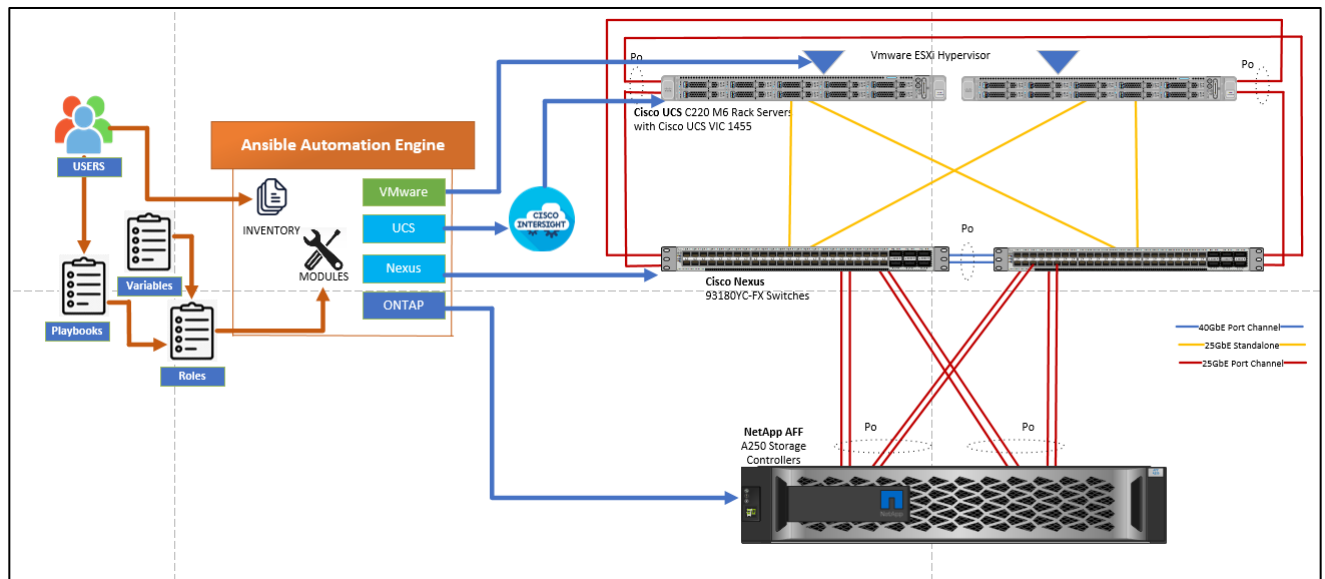 Po
Vmware ESXi Hypervisor
Po
Cisco UCS C220 M6 Rack Servers
with Cisco UCS VIC 1455
USERS
Ansible Automation Engine
VMware
INVENTORY
UCS
CISCO
INTERSIGHT
MODULES
Nexus
ONTAP
Variables
Playbooks
Roles
Po
Cisco Nexus
93180YC-FX Switches
40GbE Port Channel
25GbE Standalone
25GbE Port Channel
NetApp AFF
A250 Storage
Controllers
Po
Po
NetApp